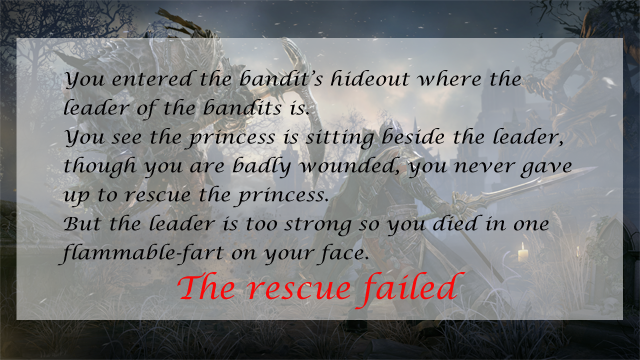 You entered the bandit's hideout where the
leader of the bandits is.
You see the princess is sitting beside the leader,
though you are badly wounded, you never gave
up to rescue the princess.
But the leader is too strong so you died in one
flammable-fart on your face.
The rescue failed